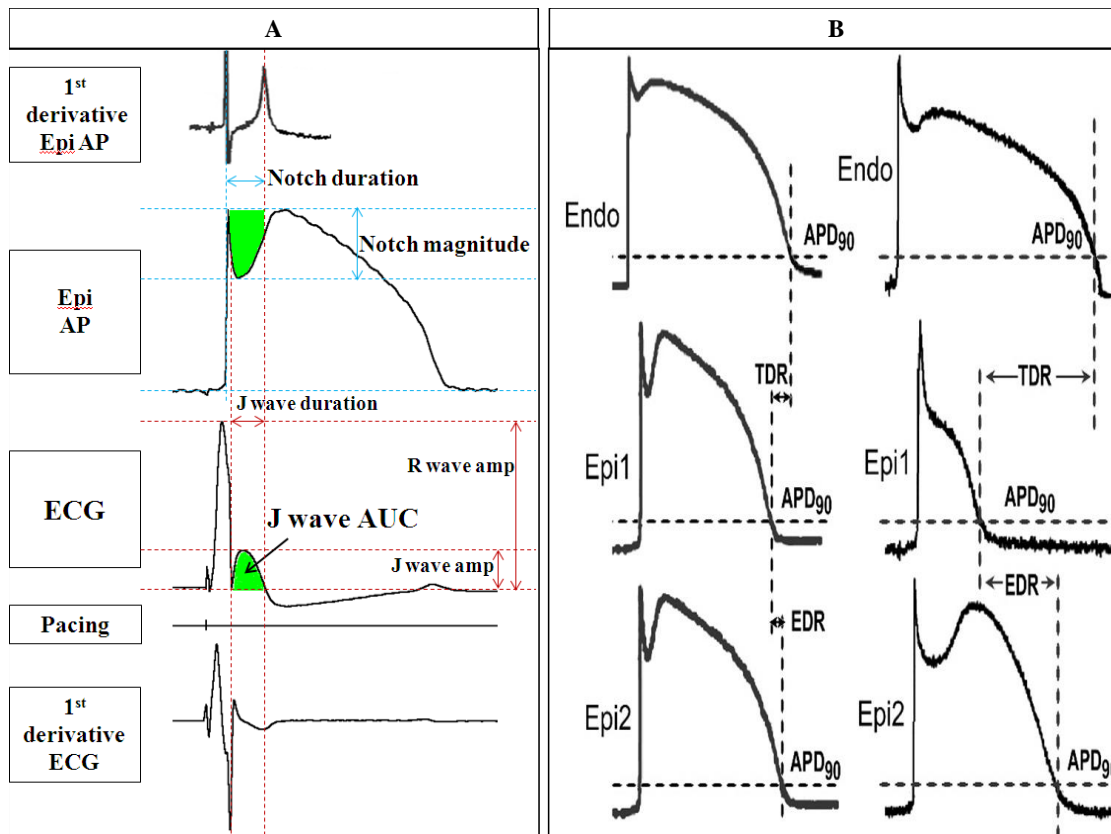 A
B
1st
derivative
Epi AP
Notch duration
Notch magnitude
Epi
AP
J wave duration
R wave amp
ECG
J wave AUC
J wave amp
Pacing
1st
derivative
ECG
Endo
APD90
Endo
APD90
TDR
TDR
Epi1
APD90
Epi1
APD90
EDR
EDR
Epi2
APD90
Epi2
APD90